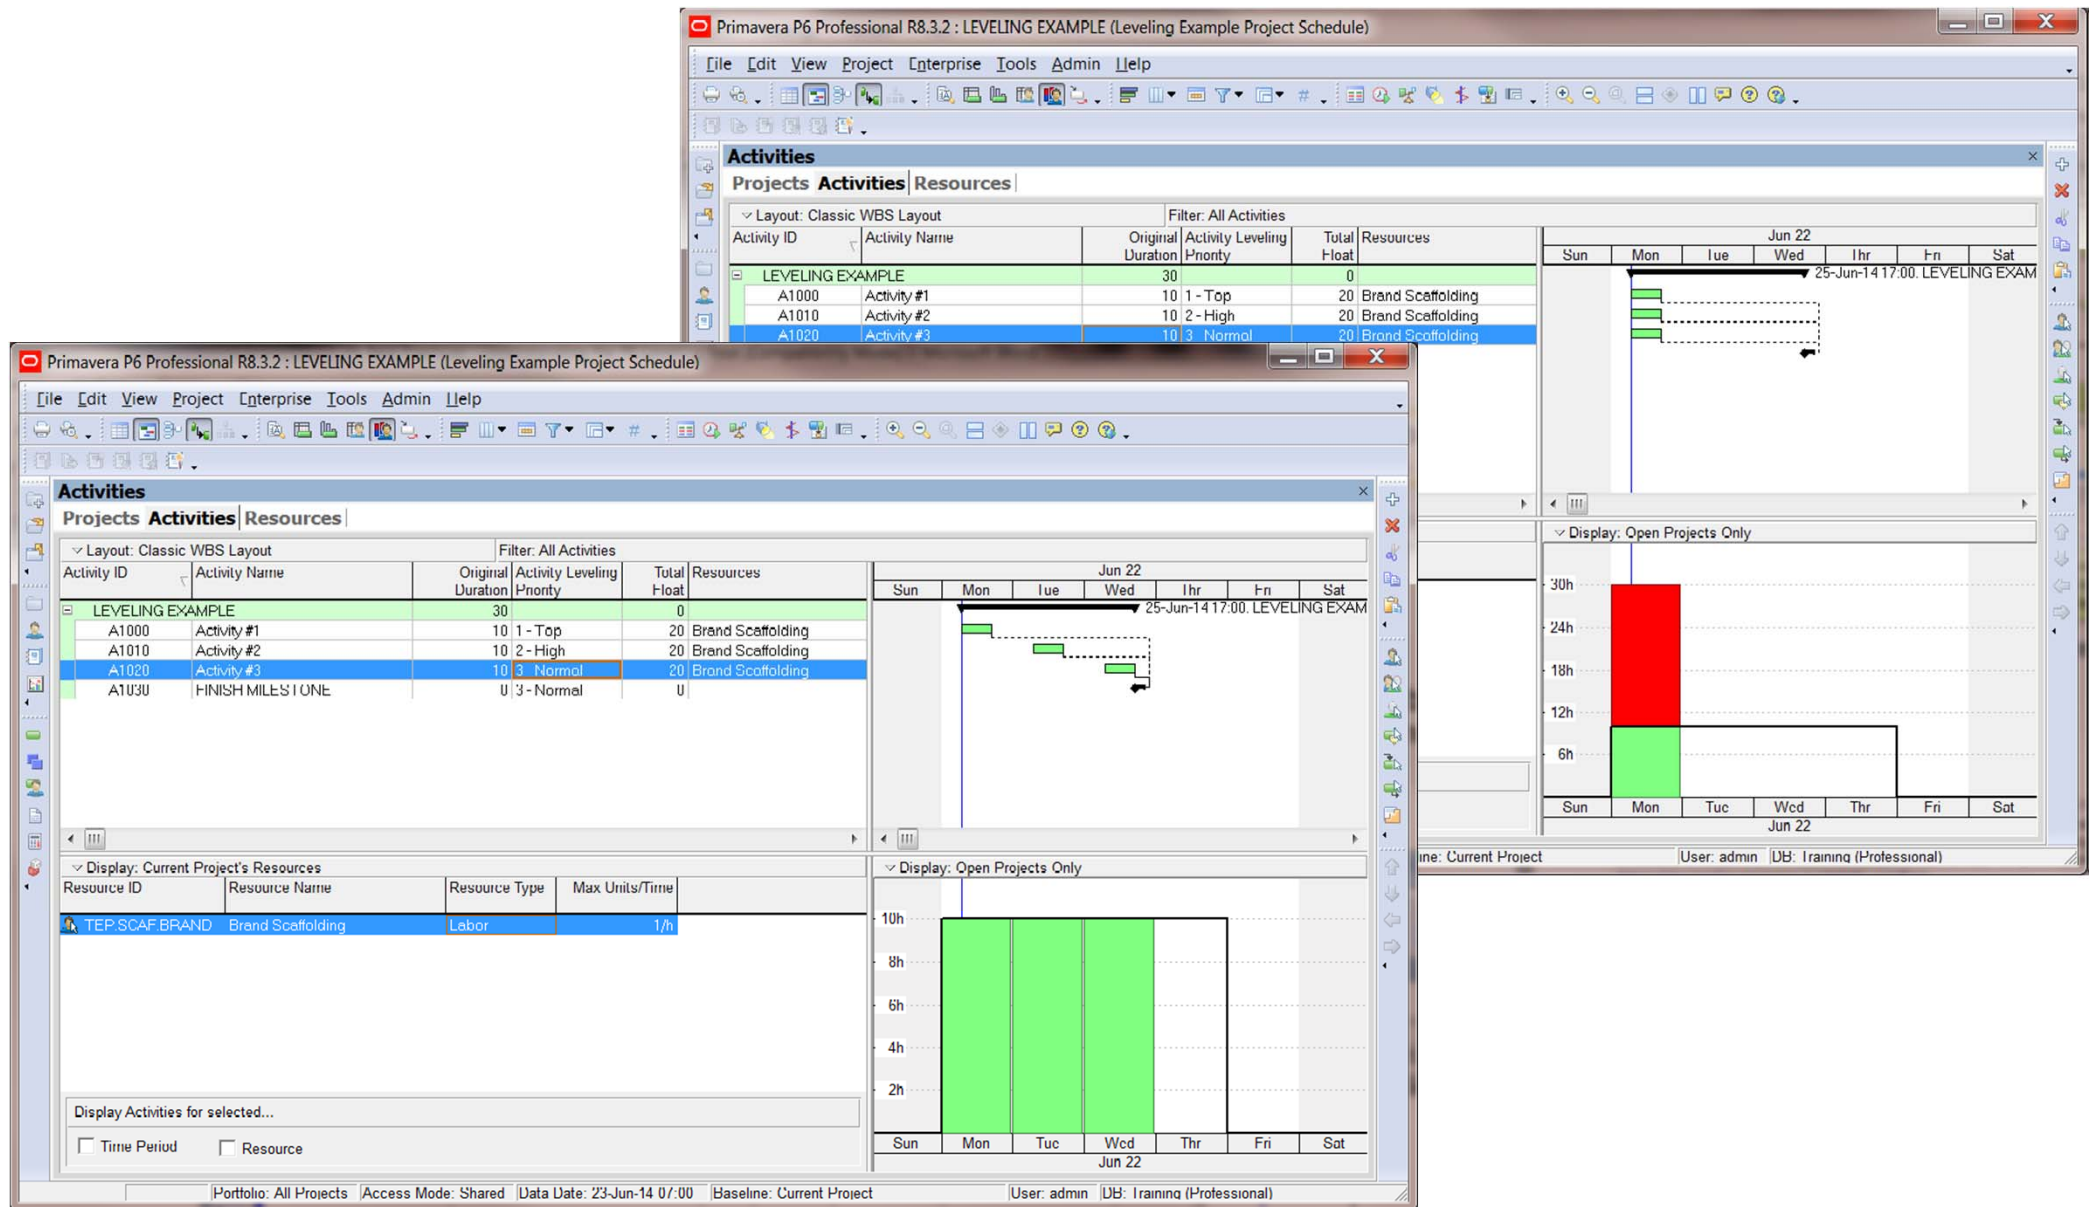 Primavera P6 Professional R8.3.2 : LEVELING EXAMPLE (Leveling Example Project Schedule)
File Edit View Project Enterprise Tools Admin Help
Activities
Projects Activities Resources
Layout: Classic WBS Layout Filter: All Activities
Activity ID Activity Name Original Duration Activity Leveling Priority Total Float Resources
Jun 22
Sun Mon Tue Wed Thr Fri Sat
LEVELING EXAMPLE 30 0
25-Jun-14 17:00, LEVELING EXAM
A1000 Activity #1 10 1 - Top 20 Brand Scaffolding
A1010 Activity #2 10 2 - High 20 Brand Scaffolding
A1020 Activity #3 10 3 Normal 20 Brand Scaffolding
Display: Open Projects Only
30h
24h
18h
12h
6h
Sun Mon Tue Wed Thr Fri Sat
Jun 22
ine: Current Project User: admin DB: Training (Professional)
Primavera P6 Professional R8.3.2 : LEVELING EXAMPLE (Leveling Example Project Schedule)
File Edit View Project Enterprise Tools Admin Help
Activities
Projects Activities Resources
Layout: Classic WBS Layout Filter: All Activities
Activity ID Activity Name Original Duration Activity Leveling Priority Total Float Resources
Jun 22
Sun Mon Tue Wed Thr Fri Sat
LEVELING EXAMPLE 30 0
25-Jun-14 17:00, LEVELING EXAM
A1000 Activity #1 10 1 - Top 20 Brand Scaffolding
A1010 Activity #2 10 2 - High 20 Brand Scaffolding
A1020 Activity #3 10 3 Normal 20 Brand Scaffolding
A1030 FINISH MILESTONE 0 3 - Normal 0
Display: Current Project's Resources
Resource ID Resource Name Resource Type Max Units/Time
TEP.SCAF.BRAND Brand Scaffolding Labor 1/h
Display: Open Projects Only
10h
8h
6h
4h
2h
Sun Mon Tue Wed Thr Fri Sat
Jun 22
Display Activities for selected...
Time Period Resource
Portfolio: All Projects Access Mode: Shared Data Date: 23-Jun-14 07:00 Baseline: Current Project User: admin DB: Training (Professional)